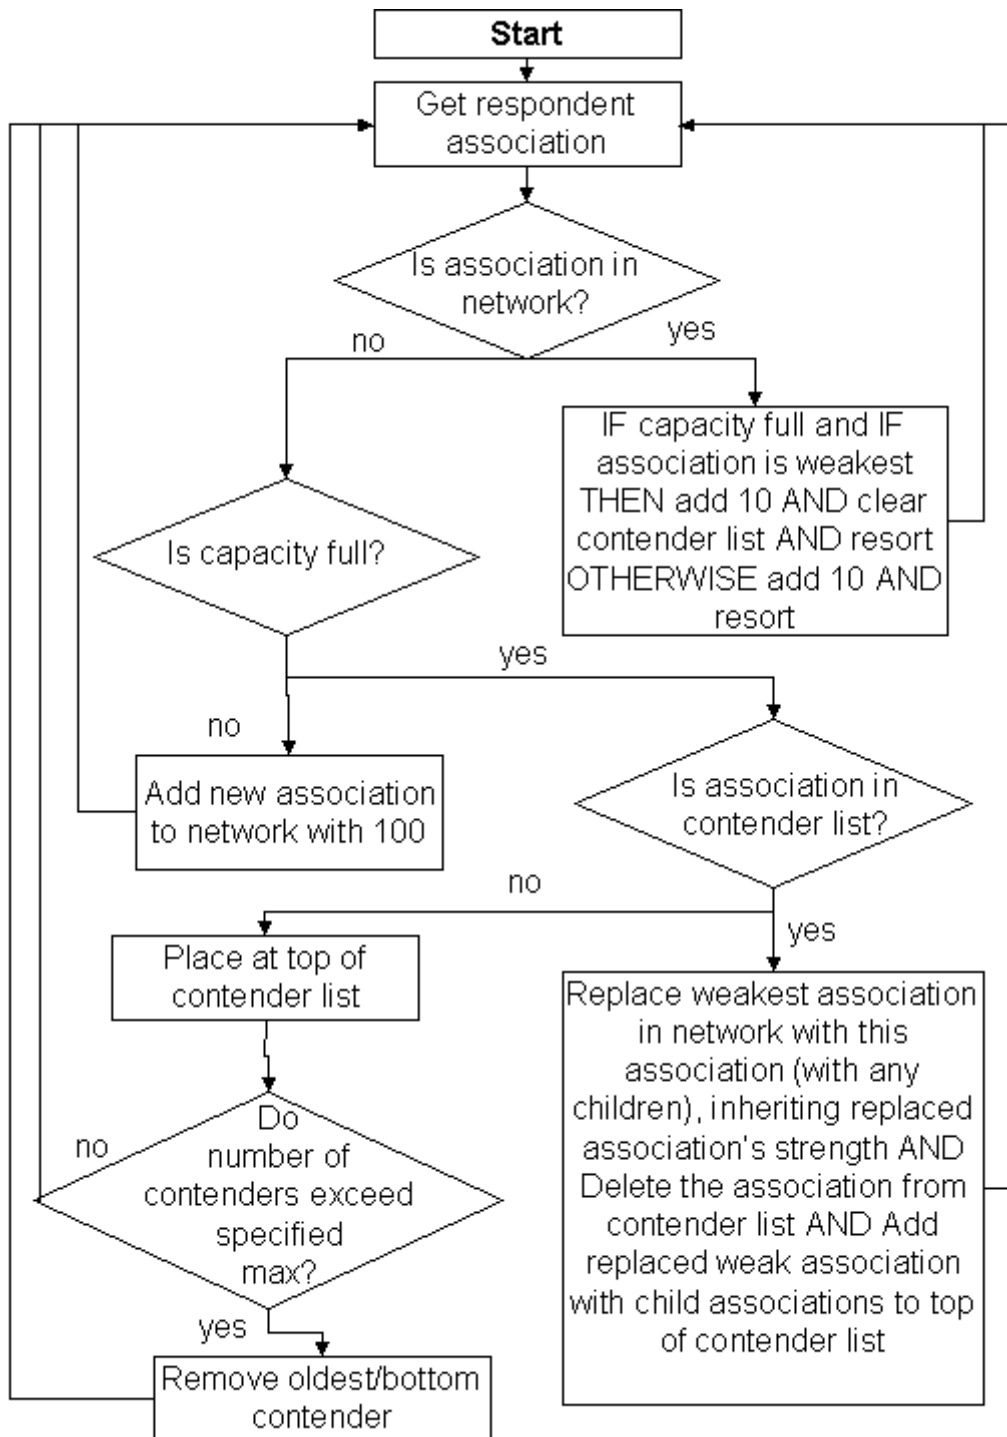 Start
Get respondent
association
Is association in
network?
no
yes
IF capacity full and IF
association is weakest
THEN add 10 AND clear
contender list AND resort
OTHERWISE add 10 AND
resort
Is capacity full?
yes
no
Add new association
to network with 100
Is association in
contender list?
no
yes
Place at top of
contender list
Replace weakest association
in network with this
association (with any
children), inheriting replaced
association's strength AND
Delete the association from
contender list AND Add
replaced weak association
with child associations to top
of contender list
no
Do
number of
contenders exceed
specified
max?
yes
Remove oldest/bottom
contender